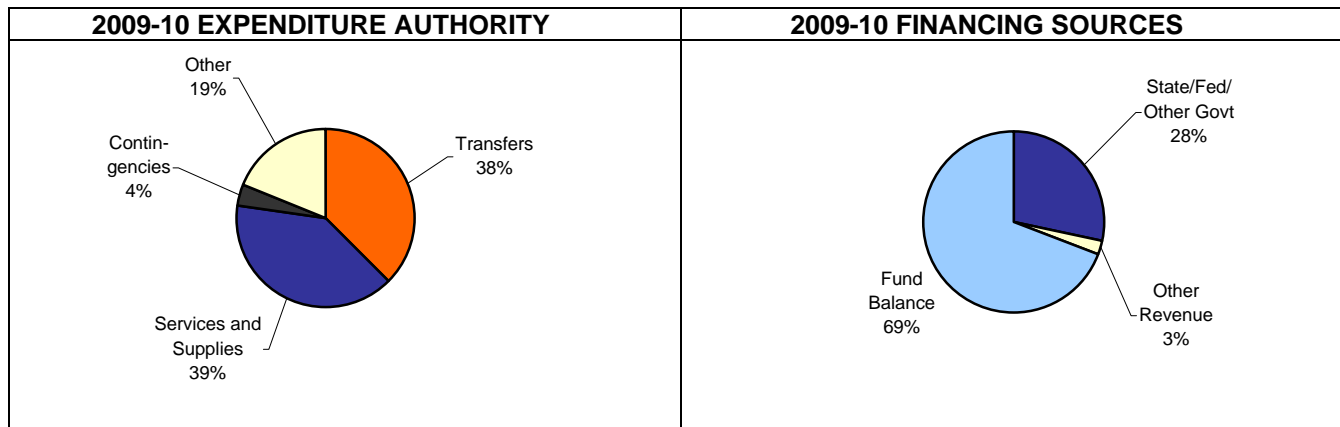 2009-10 EXPENDITURE AUTHORITY
Other
19%
Contin-
gencies
4%
Transfers
38%
Services and
Supplies
39%
2009-10 FINANCING SOURCES
State/Fed/
Other Govt
28%
Fund
Balance
69%
Other
Revenue
3%